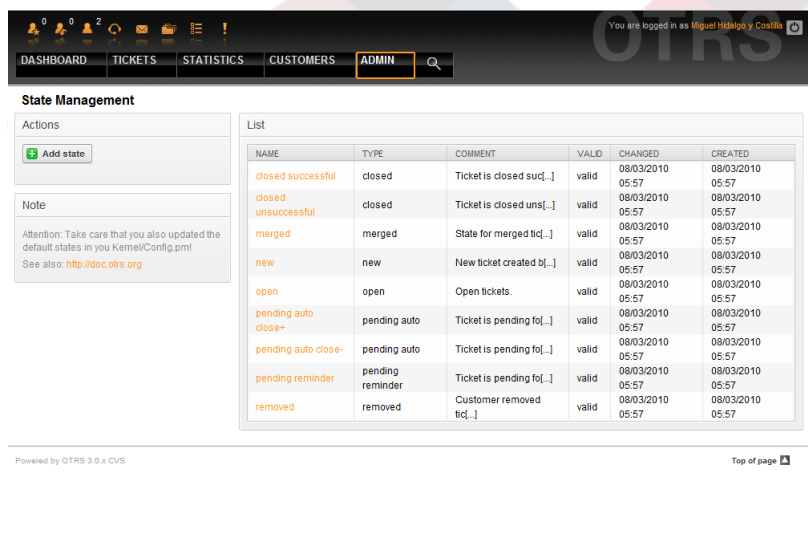 0 0 2
You are logged in as Miguel Hidalgo y Costilla
OTRS
DASHBOARD TICKETS STATISTICS CUSTOMERS ADMIN
State Management
Actions
Add state
Note
Attention: Take care that you also updated the
default states in you Kernel/Config.pm!
See also: http://doc.otrs.org
List
NAME TYPE COMMENT VALID CHANGED CREATED
closed successful closed Ticket is closed suc[...] valid 08/03/2010 08/03/2010
05:57 05:57
closed
unsuccessful closed Ticket is closed uns[...] valid 08/03/2010 08/03/2010
05:57 05:57
merged merged State for merged tic[...] valid 08/03/2010 08/03/2010
05:57 05:57
new new New ticket created b[...] valid 08/03/2010 08/03/2010
05:57 05:57
open open Open tickets. valid 08/03/2010 08/03/2010
05:57 05:57
pending auto
close+ pending auto Ticket is pending fo[...] valid 08/03/2010 08/03/2010
05:57 05:57
pending auto close- pending auto Ticket is pending fo[...] valid 08/03/2010 08/03/2010
05:57 05:57
pending reminder pending
reminder Ticket is pending fo[...] valid 08/03/2010 08/03/2010
05:57 05:57
removed removed Customer removed
tic[...] valid 08/03/2010 08/03/2010
05:57 05:57
Powered by OTRS 3.0.x CVS
Top of page